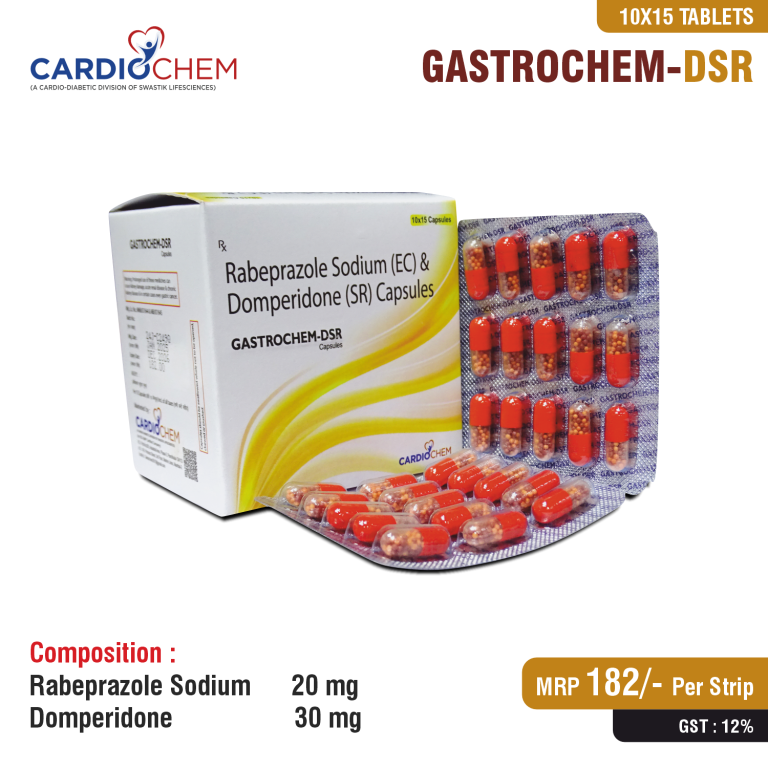 10X15 TABLETS
CARDIOCHEM
(A CARDIO-DIABETIC DIVISION OF SWASTIK LIFESCIENCES)
GASTROCHEM-DSR
10x15 Capsules
Rx
Rabeprazole Sodium (EC) &
Domperidone (SR) Capsules
GASTROCHEM-DSR
Capsules
CARDIOCHEM
GASTROCHEM-DSR
Capsules
CARDIOCHEM
GASTROCHEM-DSR
Composition :
Rabeprazole Sodium 20 mg
Domperidone 30 mg
MRP 182/- Per Strip
GST : 12%